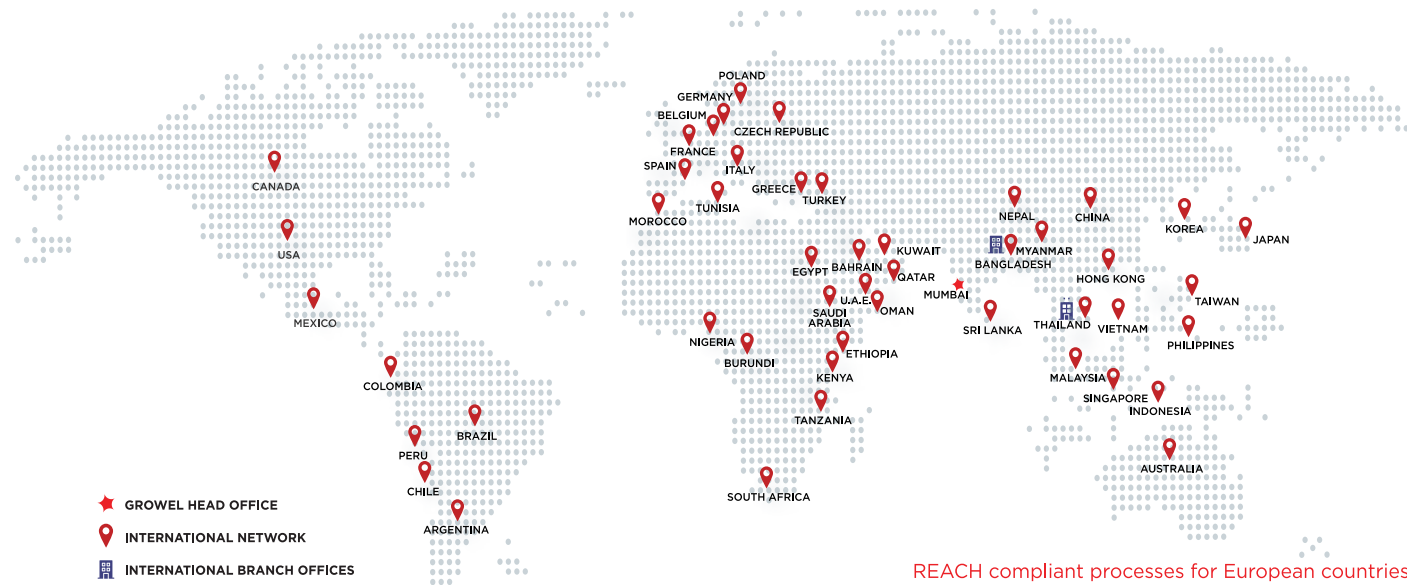 POLAND
GERMANY
BELGIUM
CZECH REPUBLIC
FRANCE
SPAIN
ITALY
CANADA
GREECE
TURKEY
TUNISIA
MOROCCO
NEPAL
CHINA
KOREA
JAPAN
USA
KUWAIT
MYANMAR
BANGLADESH
EGYPT
BAHRAIN
QATAR
HONG KONG
MUMBAI
U.A.E.
OMAN
TAIWAN
SAUDI
ARABIA
MEXICO
SRI LANKA
THAILAND
VIETNAM
NIGERIA
PHILIPPINES
ETHIOPIA
BURUNDI
KENYA
MALAYSIA
COLOMBIA
SINGAPORE
INDONESIA
TANZANIA
BRAZIL
PERU
AUSTRALIA
CHILE
SOUTH AFRICA
ARGENTINA
GROWEL HEAD OFFICE
INTERNATIONAL NETWORK
INTERNATIONAL BRANCH OFFICES
REACH compliant processes for European countries